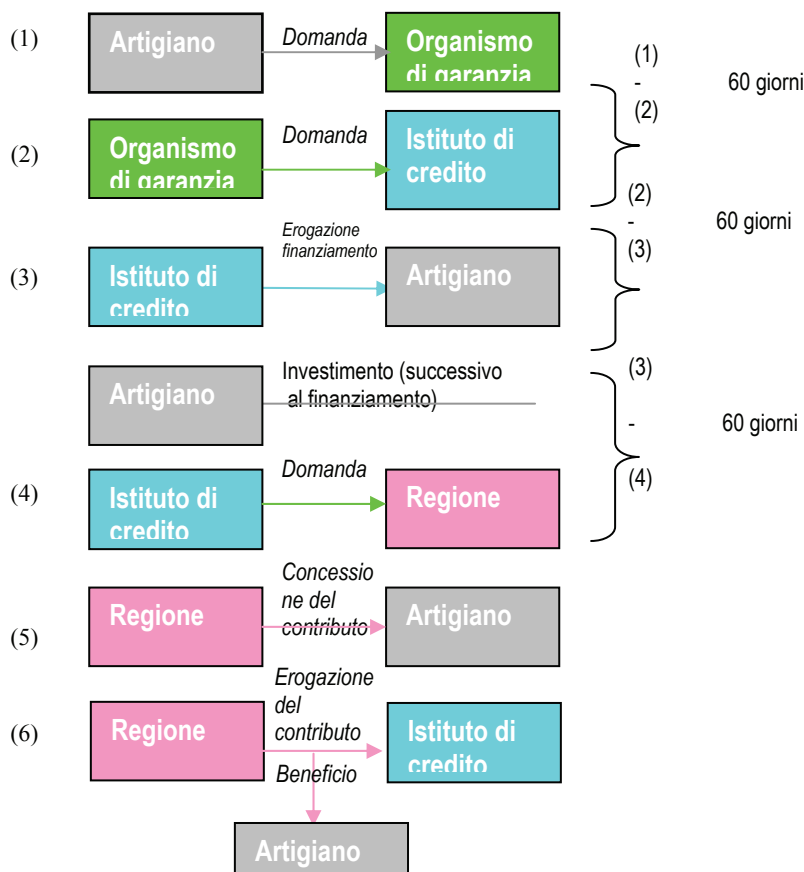 (1)
Artigiano
Domanda
Organismo
di garanzia
(1)
-
(2)
60 giorni
(2)
Organismo
di garanzia
Domanda
Istituto di
credito
(2)
-
(3)
60 giorni
(3)
Istituto di
credito
Erogazione
finanziamento
Artigiano
Artigiano
Investimento (successivo
al finanziamento)
(3)
-
(4)
60 giorni
(4)
Istituto di
credito
Domanda
Regione
(5)
Regione
Concessio
ne del
contributo
Artigiano
(6)
Regione
Erogazione
del
contributo
Istituto di
credito
Beneficio
Artigiano